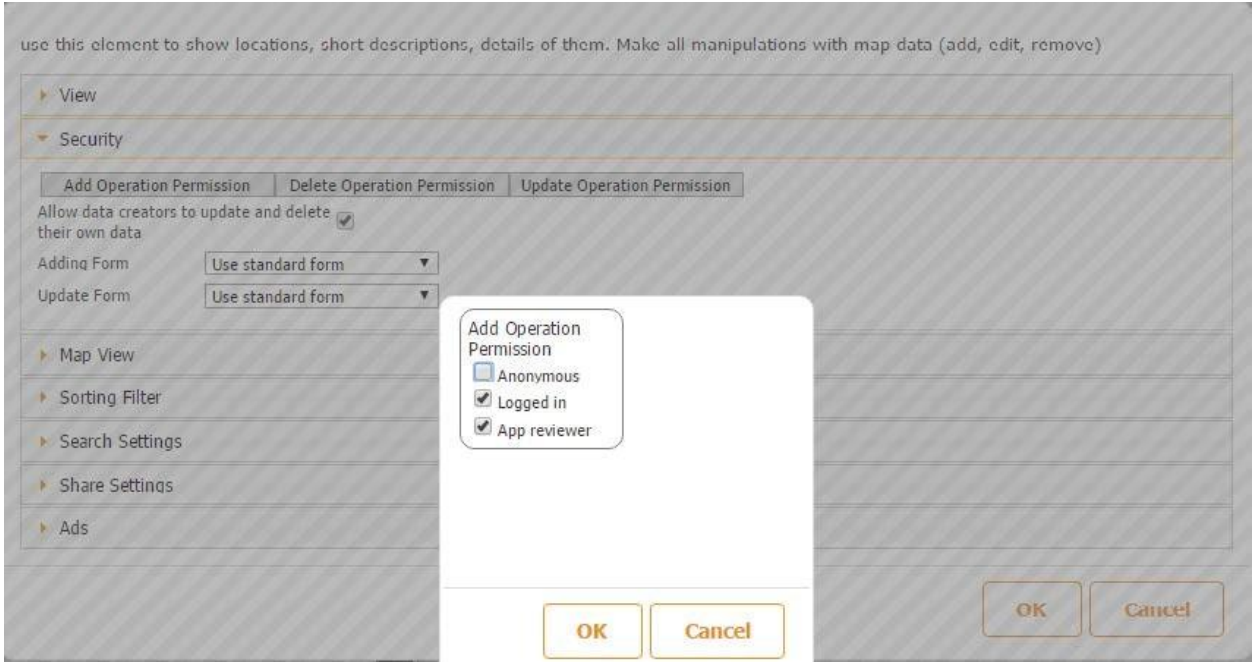 use this element to show locations, short descriptions, details of them. Make all manipulations with map data (add, edit, remove)
View
Security
Add Operation Permission Delete Operation Permission Update Operation Permission
Allow data creators to update and delete
their own data
Adding Form Use standard form
Update Form Use standard form
Add Operation
Permission
Anonymous
Logged in
App reviewer
Map View
Sorting Filter
Search Settings
Share Settings
Ads
OK Cancel
OK Cancel